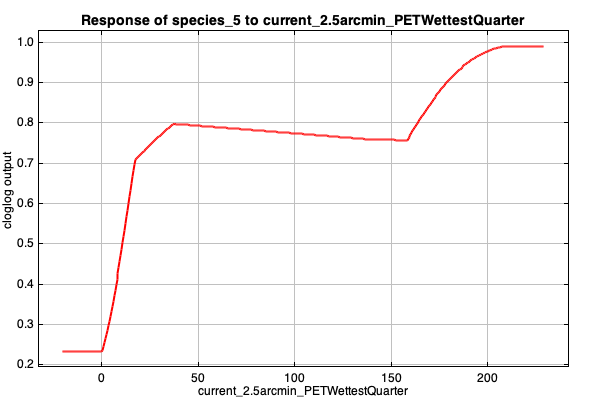 Response of species_5 to current_2.5arcmin_PETWettestQuarter
1.0
0.9
0.8
0.7
0.6
0.5
0.4
0.3
0.2
cloglog output
0 50 100 150 200
current_2.5arcmin_PETWettestQuarter